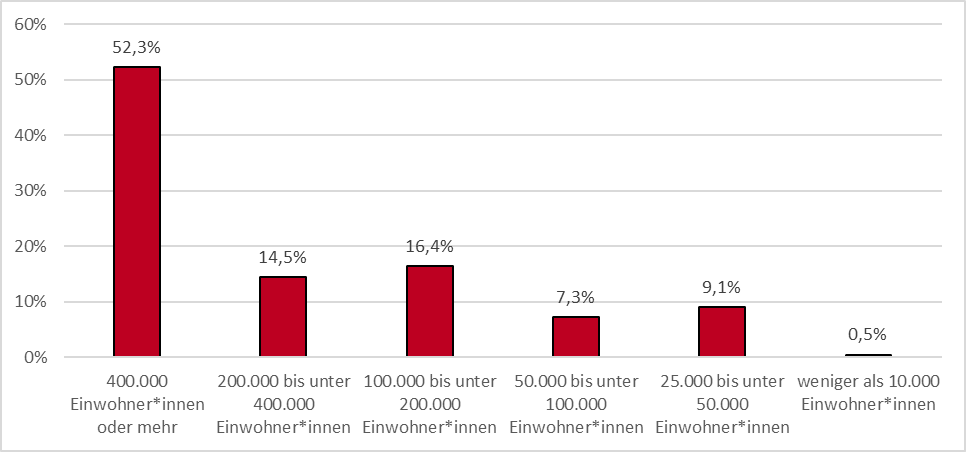 60%
50%
40%
30%
20%
10%
0%
52,3%
14,5%
16,4%
7,3%
9,1%
0,5%
400.000
Einwohner*innen
oder mehr
200.000 bis unter
400.000
Einwohner*innen
100.000 bis unter
200.000
Einwohner*innen
50.000 bis unter
100.000
Einwohner*innen
25.000 bis unter
50.000
Einwohner*innen
weniger als 10.000
Einwohner*innen